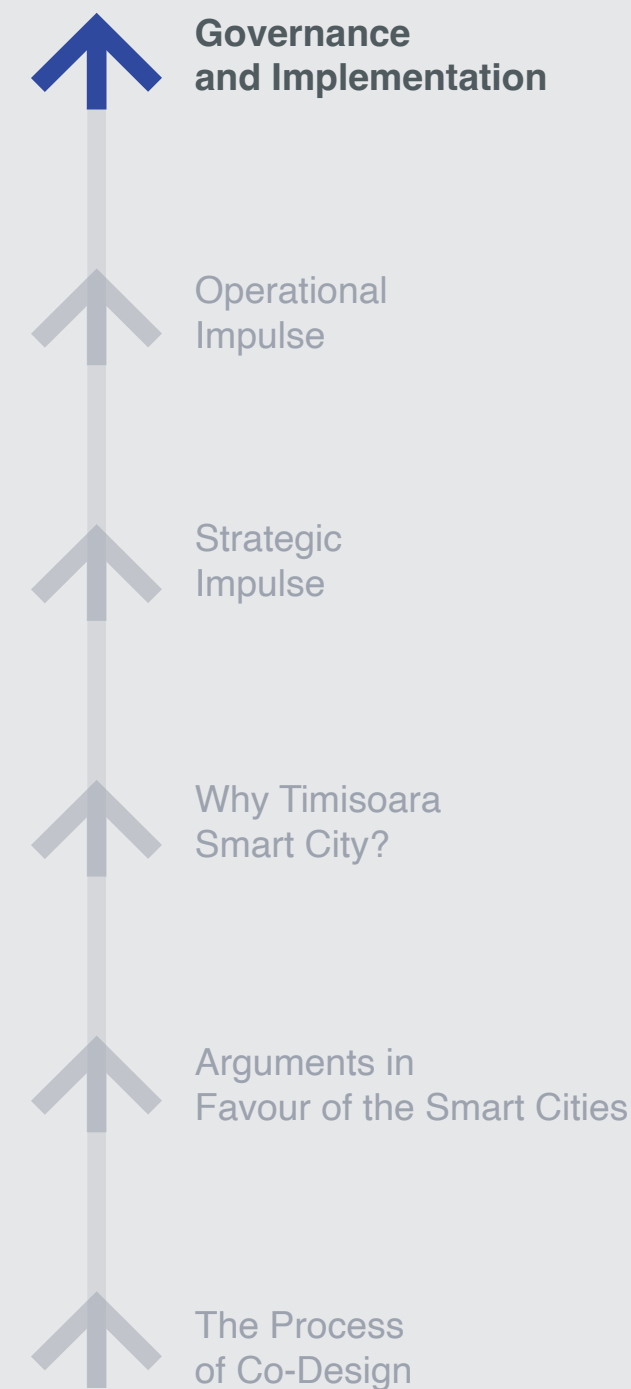 Governance
and Implementation
Operational
Impulse
Strategic
Impulse
Why Timisoara
Smart City?
Arguments in
Favour of the Smart Cities
The Process
of Co-Design